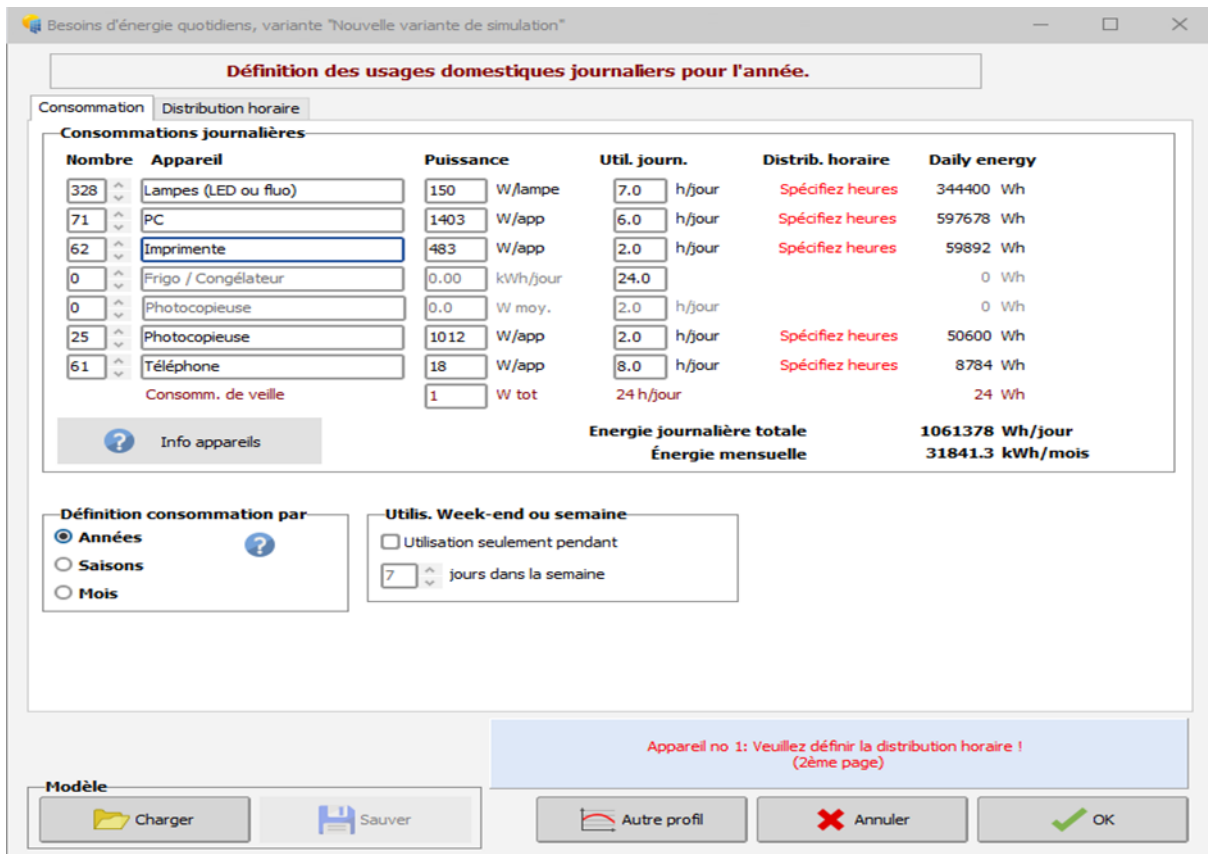 Besoins d'énergie quotidiens, variante "Nouvelle variante de simulation"
Définition des usages domestiques journaliers pour l'année.
Consommation Distribution horaire
Consommations journalières
Nombre Appareil Puissance Util. journ. Distrib. horaire Daily energy
328 Lampes (LED ou fluo) 150 W/lampe 7.0 h/jour Spécifiez heures 344400 Wh
71 PC 1403 W/app 6.0 h/jour Spécifiez heures 597678 Wh
62 Imprimente 483 W/app 2.0 h/jour Spécifiez heures 59892 Wh
0 Frigo / Congélateur 0.00 kWh/jour 24.0 0 Wh
0 Photocopieuse 0.0 W moy. 2.0 h/jour 0 Wh
25 Photocopieuse 1012 W/app 2.0 h/jour Spécifiez heures 50600 Wh
61 Téléphone 18 W/app 8.0 h/jour Spécifiez heures 8784 Wh
Consomm. de veille 1 W tot 24 h/jour 24 Wh
? Info appareils Energie journalière totale 1061378 Wh/jour
Énergie mensuelle 31841.3 kWh/mois
Définition consommation par Utilis. Week-end ou semaine
Années ? Utilisation seulement pendant
Saisons 7 jours dans la semaine
Mois
Appareil no 1: Veuillez définir la distribution horaire !
(2ème page)
Modèle
Charger Sauver Autre profil Annuler OK